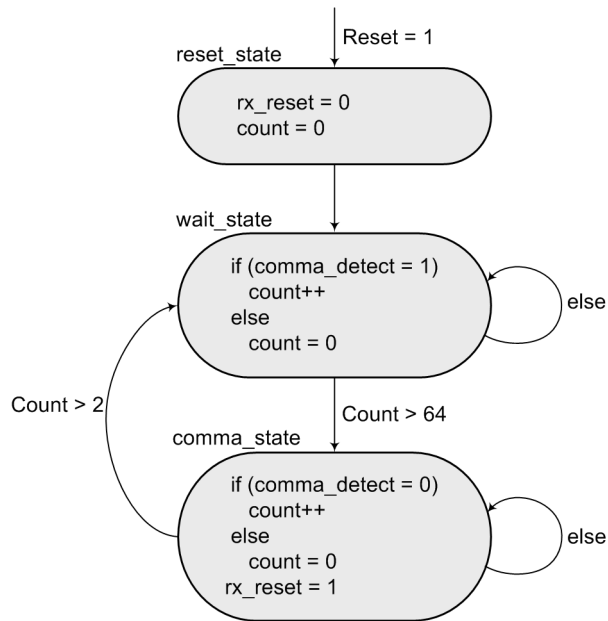 Reset = 1
reset_state
rx_reset = 0
count = 0
wait_state
if (comma_detect = 1)
count++
else
count = 0
else
Count > 2
Count > 64
comma_state
if (comma_detect = 0)
count++
else
count = 0
rx_reset = 1
else